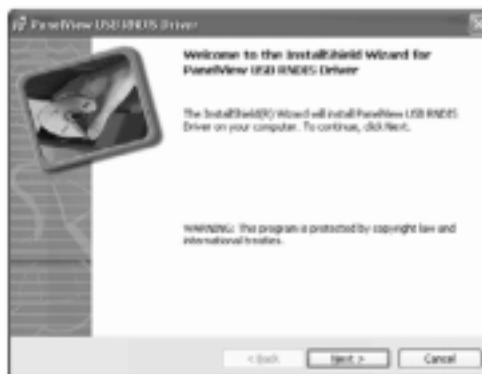 PanelView USB RNDIS Driver
Welcome to the InstallShield Wizard for
PanelView USB RNDIS Driver
The InstallShield(R) Wizard will install PanelView USB RNDIS
Driver on your computer. To continue, click Next.
WARNING: This program is protected by copyright law and
international treaties.
< Back Next > Cancel